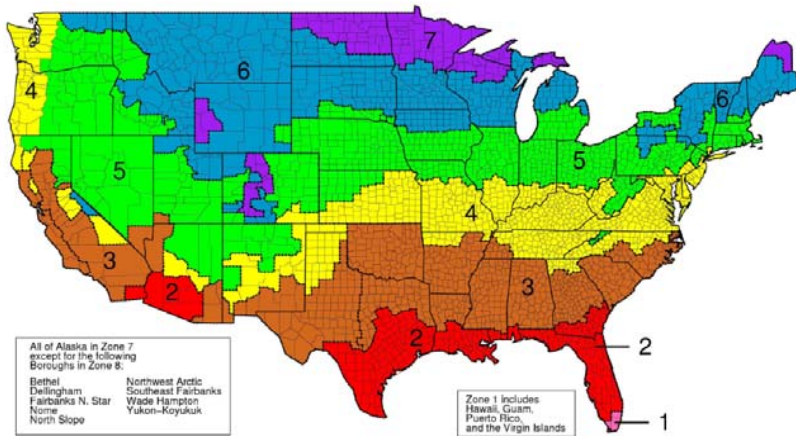 7
6
4
6
5
5
4
3
2
3
2
2
1
All of Alaska in Zone 7
except for the following
Boroughs in Zone 8:
Bethel Northwest Arctic
Dellingham Southeast Fairbanks
Fairbanks N. Star Wade Hampton
Nome Yukon-Koyukuk
North Slope
Zone 1 includes
Hawaii, Guam,
Puerto Rico,
and the Virgin Islands